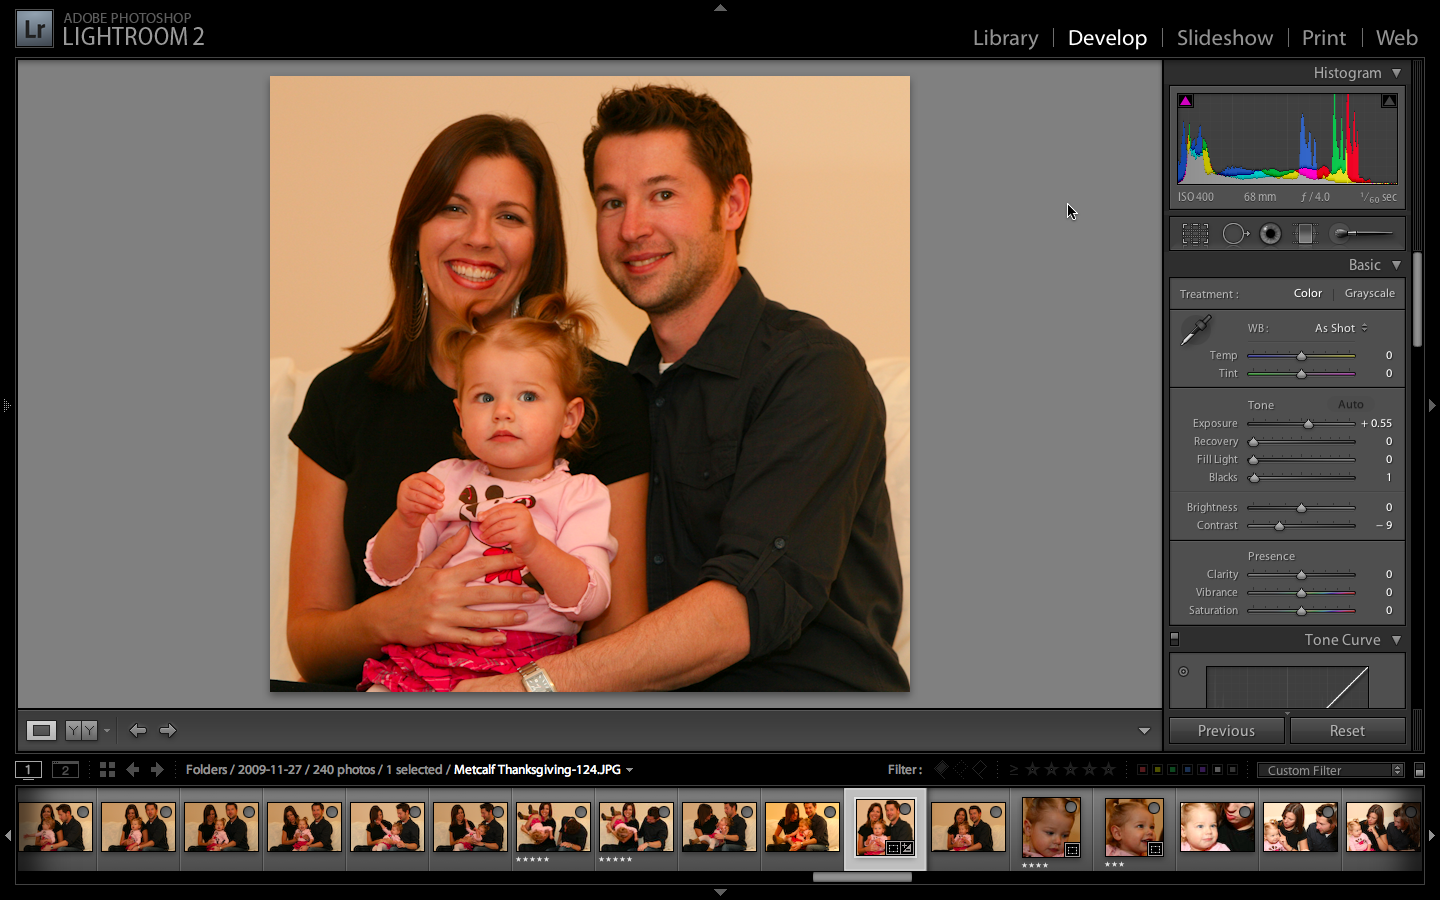 Lr ADOBE PHOTOSHOP
LIGHTROOM 2
Library | Develop | Slideshow | Print | Web
Histogram
ISO 400 68 mm ƒ / 4.0 1/60 sec
Basic
Treatment : Color | Grayscale
WB : As Shot
Temp 0
Tint 0
Tone Auto
Exposure + 0.55
Recovery 0
Fill Light 0
Blacks 1
Brightness 0
Contrast – 9
Presence
Clarity 0
Vibrance 0
Saturation 0
Tone Curve
YY
Previous Reset
1 2 Folders / 2009-11-27 / 240 photos / 1 selected / Metcalf Thanksgiving-124.JPG Filter : ≥ ★★★★★ Custom Filter
★★★★★ ★★★★★ ★★★★ ★★★